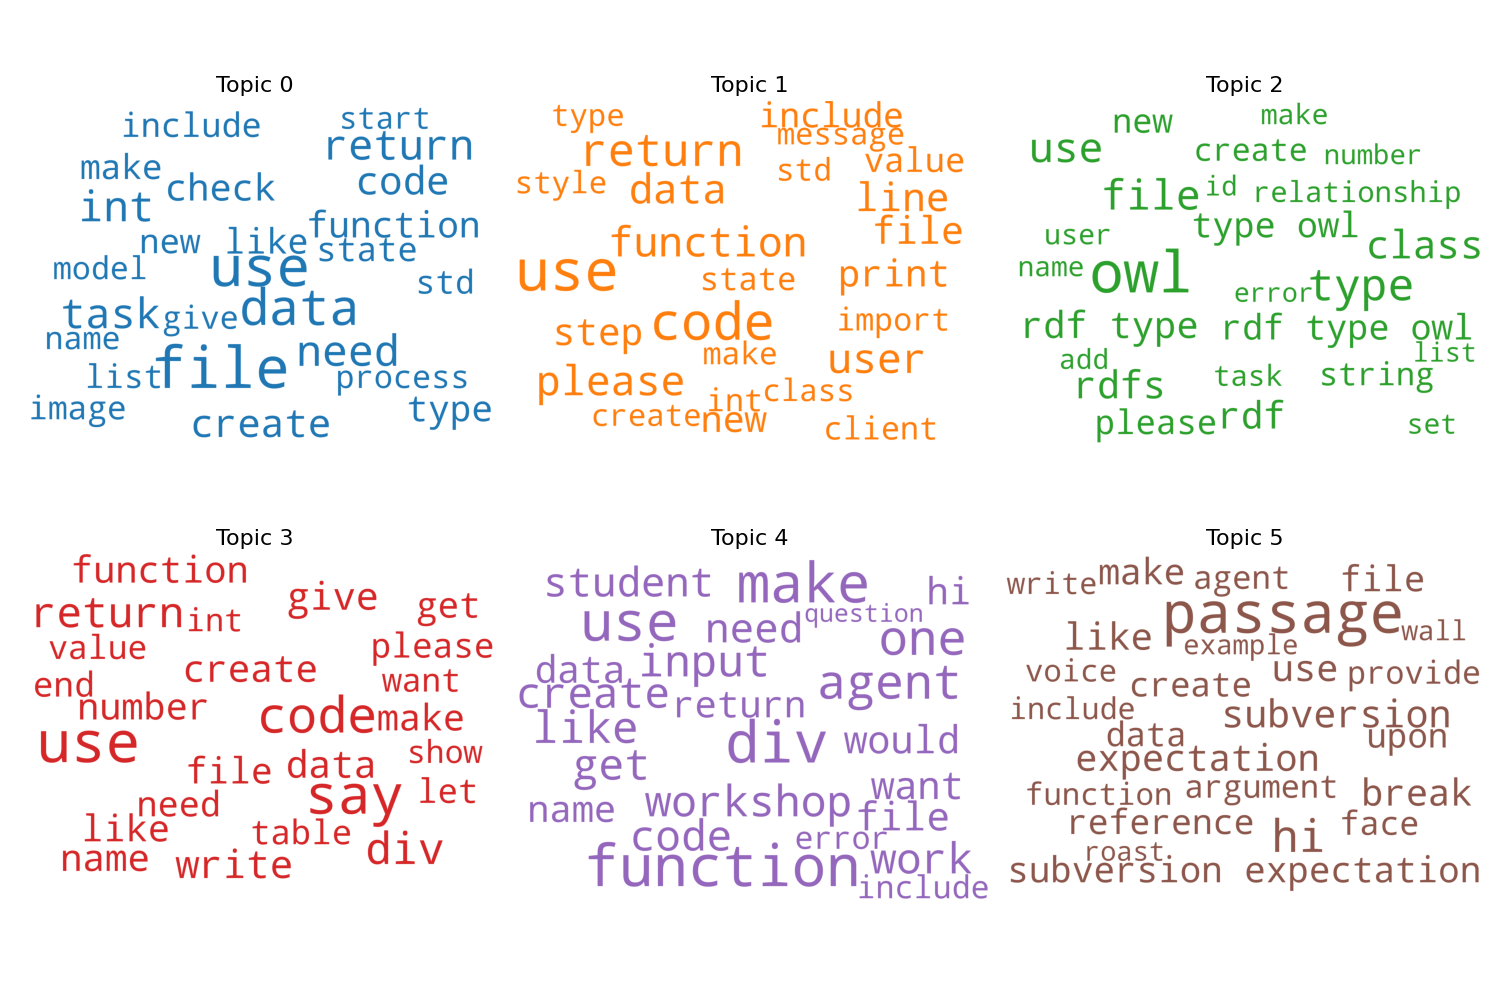 Topic 0
include
start
return
make
code
check
int
function
new
like
state
model
use
std
data
task
give
name
need
file
list
process
image
type
create
Topic 1
type
include
message
return
value
std
style
data
line
file
function
use
state
print
code
import
step
make
user
please
class
int
create
new
client
Topic 2
make
new
use
create
number
file
id
relationship
type owl
user
class
name
owl
error
type
rdf type
rdf type owl
list
add
rdfs
task
string
please
rdf
set
Topic 3
function
give
get
return
int
value
please
create
want
end
number
code
make
use
show
file
data
say
let
need
like
table
div
name
write
Topic 4
student
make
hi
question
use
need
one
data
input
agent
create
return
like
div
would
get
want
name
workshop
file
code
error
function
work
include
Topic 5
write
make
agent
file
passage
wall
like
example
voice
use
provide
create
include
subversion
data
upon
expectation
function
argument
break
reference
hi
face
roast
subversion expectation